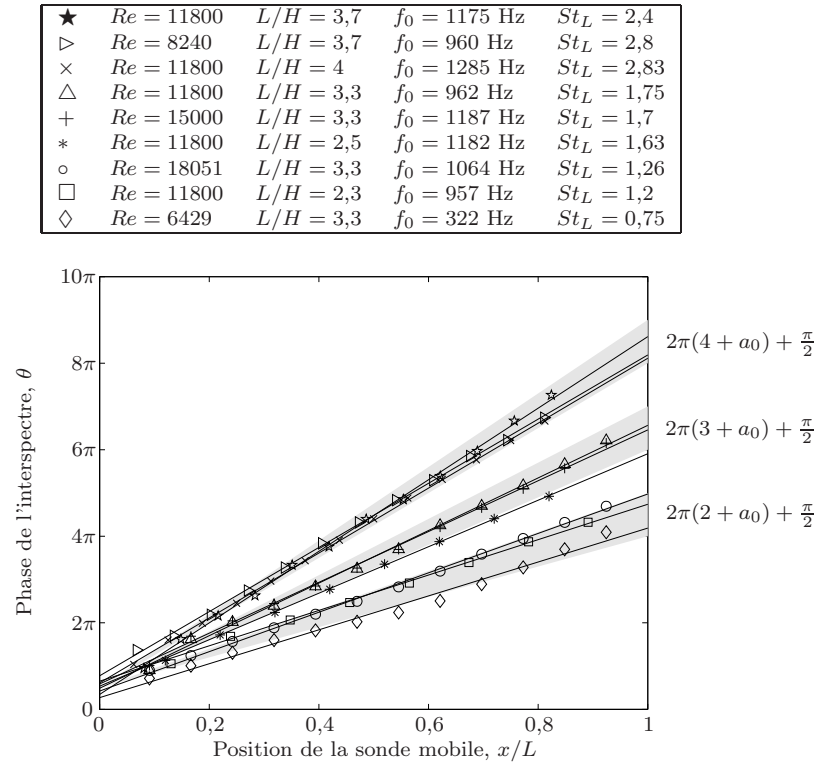 ★ Re = 11800 L/H = 3,7 f₀ = 1175 Hz St_L = 2,4
▷ Re = 8240 L/H = 3,7 f₀ = 960 Hz St_L = 2,8
× Re = 11800 L/H = 4 f₀ = 1285 Hz St_L = 2,83
△ Re = 11800 L/H = 3,3 f₀ = 962 Hz St_L = 1,75
+ Re = 15000 L/H = 3,3 f₀ = 1187 Hz St_L = 1,7
* Re = 11800 L/H = 2,5 f₀ = 1182 Hz St_L = 1,63
○ Re = 18051 L/H = 3,3 f₀ = 1064 Hz St_L = 1,26
□ Re = 11800 L/H = 2,3 f₀ = 957 Hz St_L = 1,2
◇ Re = 6429 L/H = 3,3 f₀ = 322 Hz St_L = 0,75
Phase de l'interspectre, θ
10π
8π
6π
4π
2π
0
2π(4 + a₀) + π/2
2π(3 + a₀) + π/2
2π(2 + a₀) + π/2
0 0,2 0,4 0,6 0,8 1
Position de la sonde mobile, x/L